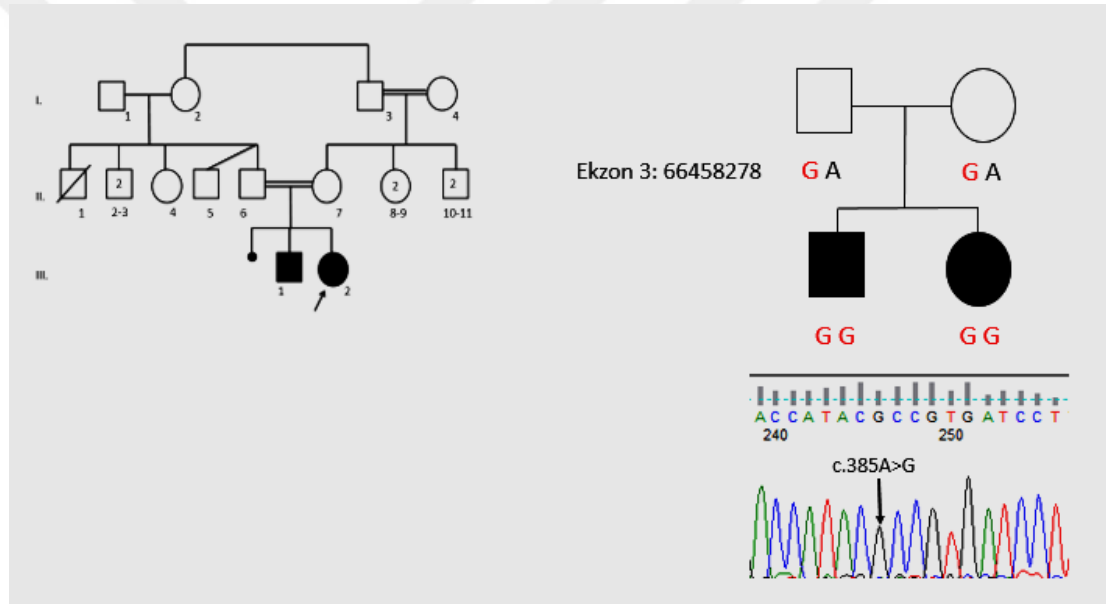 I.
1
2
3
4
2
2
2
II.
1
2-3
4
5
6
7
8-9
10-11
III.
1
2
Ekzon 3: 66458278
G A
G A
G G
G G
A C C A T A C G C C G T G A T C C T
240
250
c.385A>G